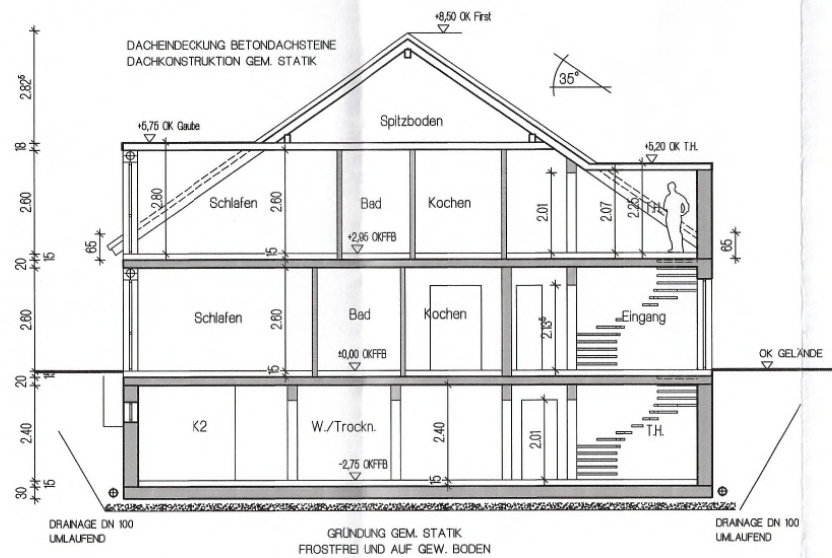 +8,50 OK First
DACHEINDECKUNG BETONDACHSTEINE
DACHKONSTRUKTION GEM. STATIK
35°
2.82⁵
Spitzboden
+5,75 OK Gaube
+5,20 OK T.H.
18
2.80
2.60
Schlafen
2.60
Bad
Kochen
2.01
2.07
2.25
T.H.
+2,95 OKFFB
65
65
15
15
20
2.60
Schlafen
2.60
Bad
Kochen
2.13⁵
Eingang
±0,00 OKFFB
OK GELÄNDE
15
15
20
2.40
K2
W./Trockn.
2.40
2.01
T.H.
-2,75 OKFFB
15
15
30
DRAINAGE DN 100
UMLAUFEND
GRÜNDUNG GEM. STATIK
FROSTFREI UND AUF GEW. BODEN
DRAINAGE DN 100
UMLAUFEND